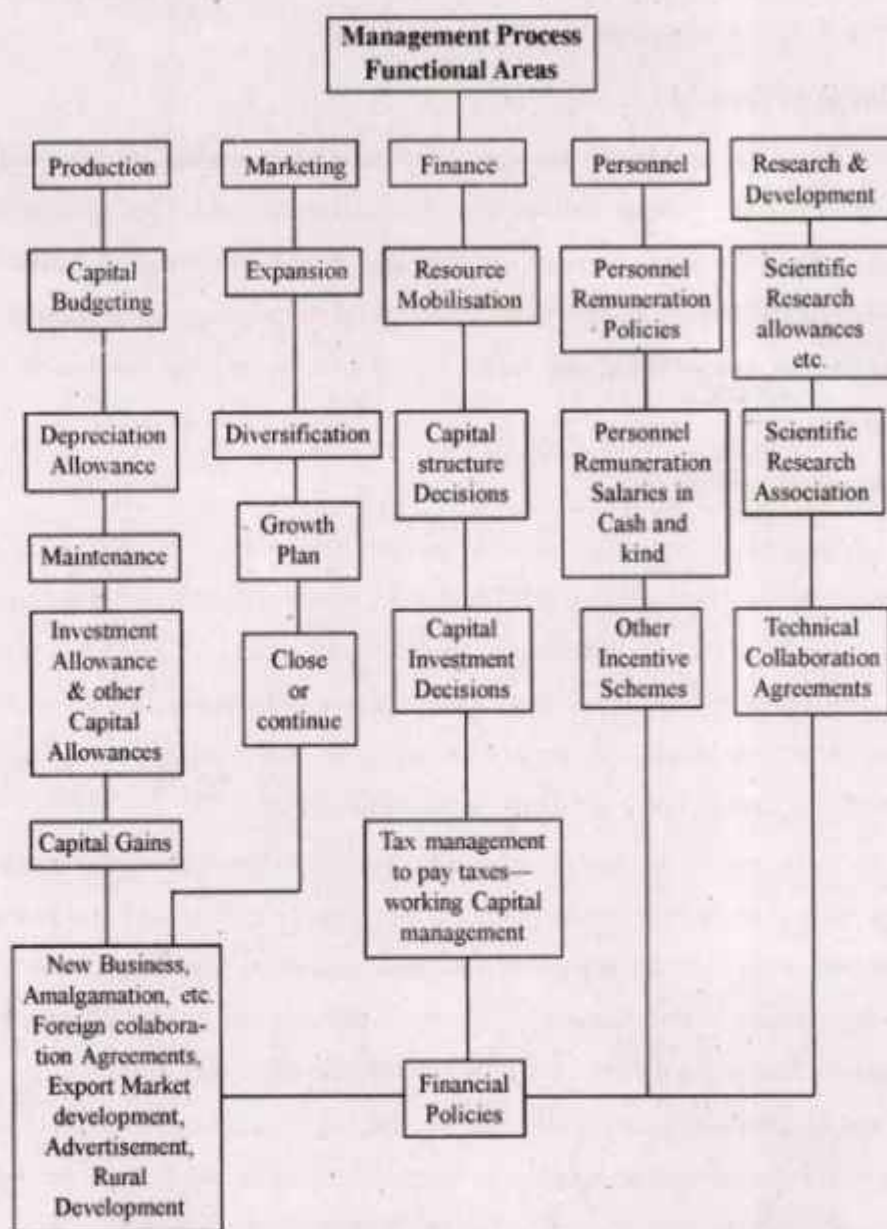 Management Process
Functional Areas
Production
Marketing
Finance
Personnel
Research &
Development
Capital
Budgeting
Expansion
Resource
Mobilisation
Personnel
Remuneration
Policies
Scientific
Research
allowances
etc.
Depreciation
Allowance
Diversification
Capital
structure
Decisions
Personnel
Remuneration
Salaries in
Cash and
kind
Scientific
Research
Association
Maintenance
Growth
Plan
Investment
Allowance
& other
Capital
Allowances
Close
or
continue
Capital
Investment
Decisions
Other
Incentive
Schemes
Technical
Collaboration
Agreements
Capital Gains
Tax management
to pay taxes—
working Capital
management
New Business,
Amalgamation, etc.
Foreign colabora-
tion Agreements,
Export Market
development,
Advertisement,
Rural
Development
Financial
Policies